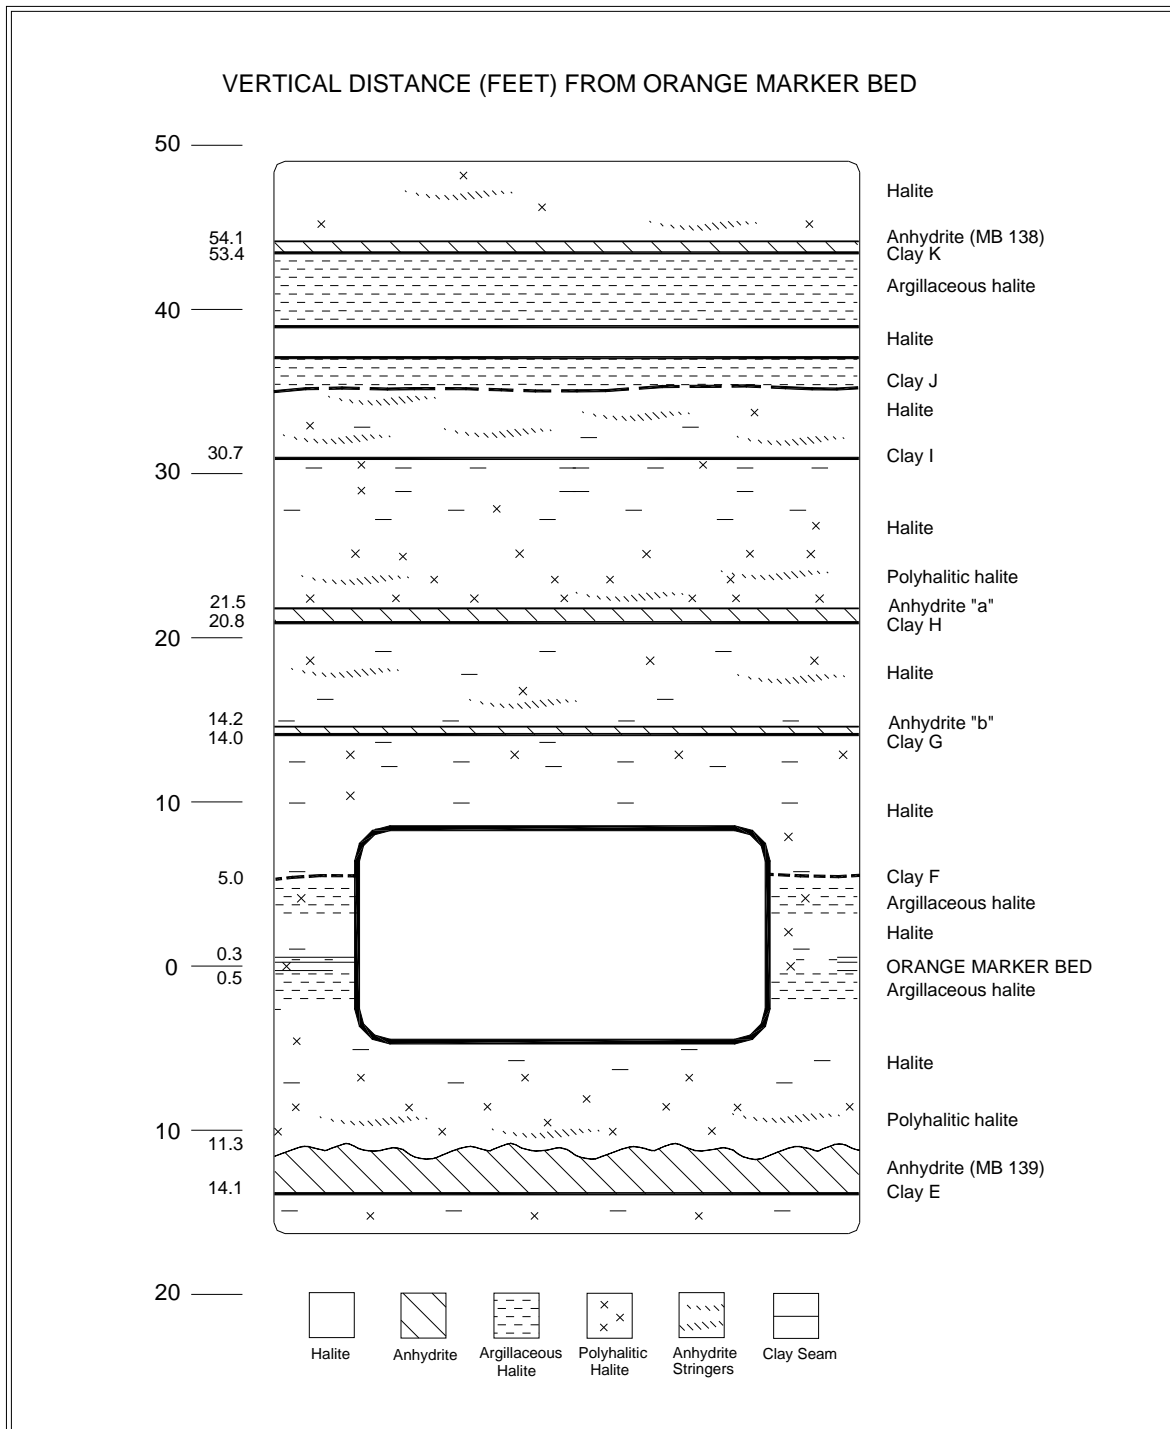 VERTICAL DISTANCE (FEET) FROM ORANGE MARKER BED
50
Halite
54.1
Anhydrite (MB 138)
53.4
Clay K
Argillaceous halite
40
Halite
Clay J
Halite
30.7
Clay I
30
Halite
Polyhalitic halite
21.5
Anhydrite "a"
20.8
Clay H
20
Halite
14.2
Anhydrite "b"
14.0
Clay G
10
Halite
5.0
Clay F
Argillaceous halite
Halite
0.3
0
ORANGE MARKER BED
0.5
Argillaceous halite
Halite
Polyhalitic halite
10
11.3
Anhydrite (MB 139)
14.1
Clay E
20
Halite
Anhydrite
Argillaceous
Halite
Polyhalitic
Halite
Anhydrite
Stringers
Clay Seam